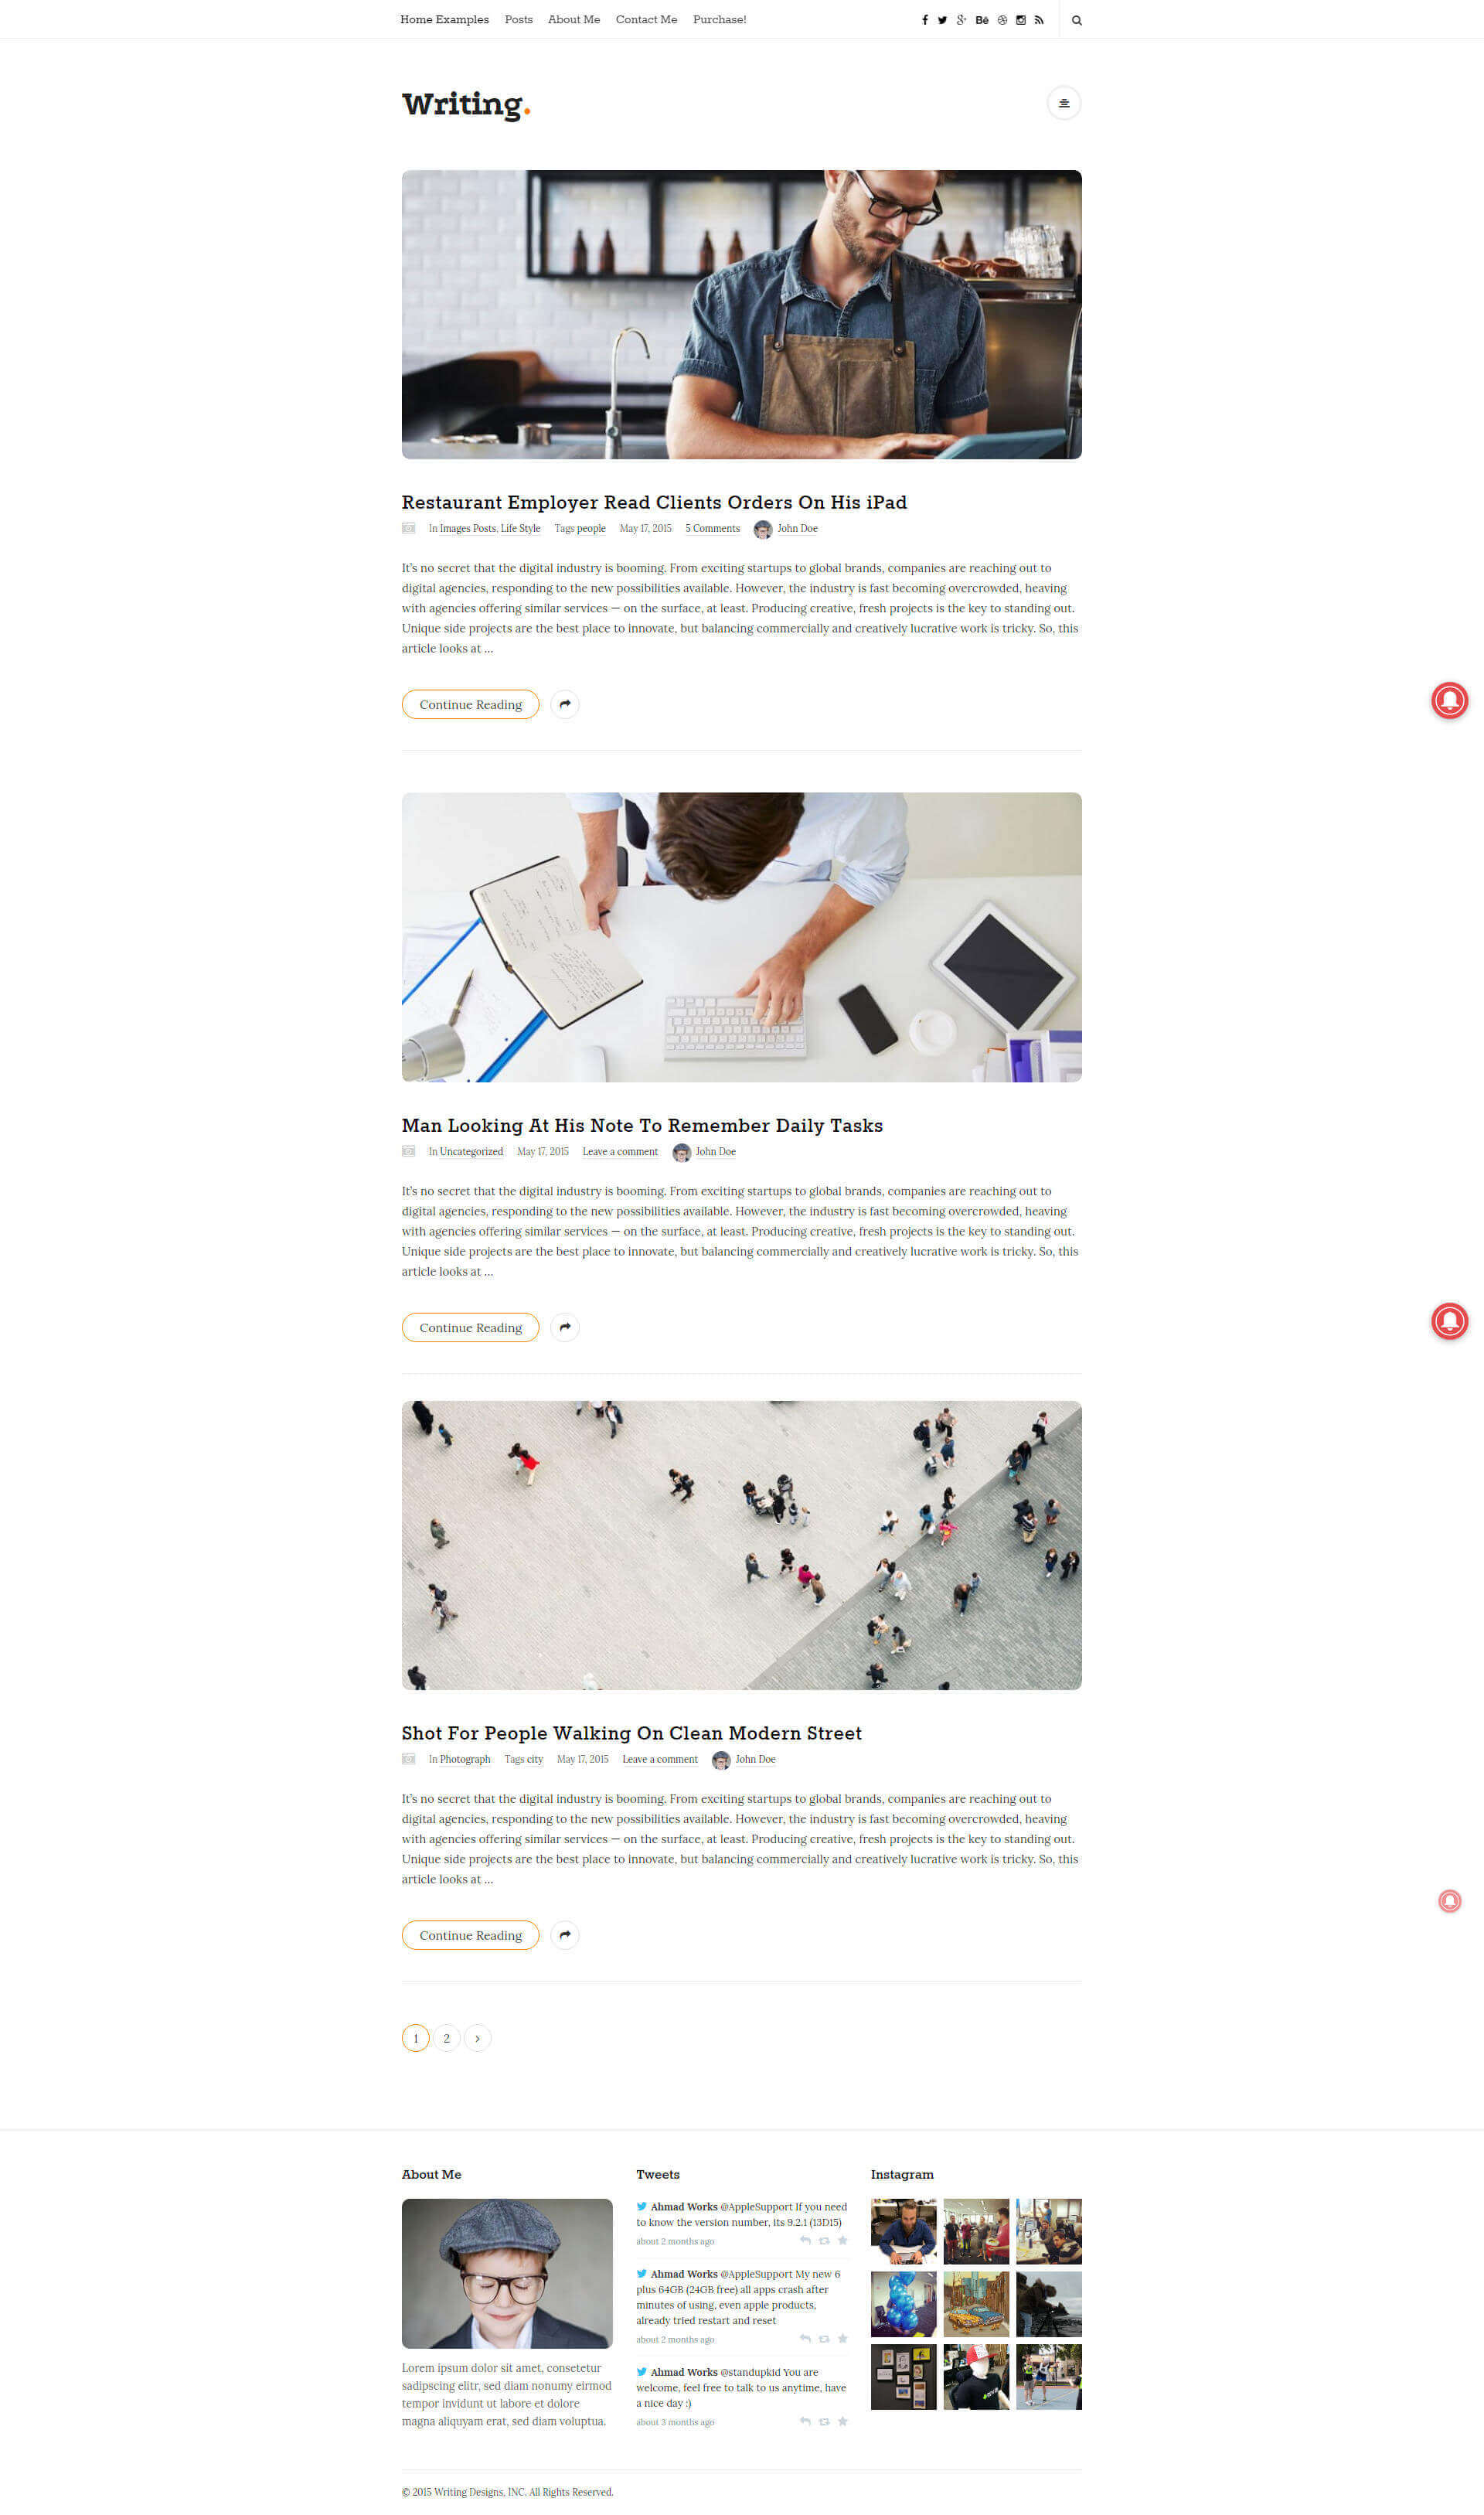 Home Examples Posts About Me Contact Me Purchase! Bē
Writing.
Restaurant Employer Read Clients Orders On His iPad
In Images Posts, Life Style Tags people May 17, 2015 5 Comments John Doe
It's no secret that the digital industry is booming. From exciting startups to global brands, companies are reaching out to
digital agencies, responding to the new possibilities available. However, the industry is fast becoming overcrowded, heaving
with agencies offering similar services — on the surface, at least. Producing creative, fresh projects is the key to standing out.
Unique side projects are the best place to innovate, but balancing commercially and creatively lucrative work is tricky. So, this
article looks at ...
Continue Reading
Man Looking At His Note To Remember Daily Tasks
In Uncategorized May 17, 2015 Leave a comment John Doe
It's no secret that the digital industry is booming. From exciting startups to global brands, companies are reaching out to
digital agencies, responding to the new possibilities available. However, the industry is fast becoming overcrowded, heaving
with agencies offering similar services — on the surface, at least. Producing creative, fresh projects is the key to standing out.
Unique side projects are the best place to innovate, but balancing commercially and creatively lucrative work is tricky. So, this
article looks at ...
Continue Reading
Shot For People Walking On Clean Modern Street
In Photograph Tags city May 17, 2015 Leave a comment John Doe
It's no secret that the digital industry is booming. From exciting startups to global brands, companies are reaching out to
digital agencies, responding to the new possibilities available. However, the industry is fast becoming overcrowded, heaving
with agencies offering similar services — on the surface, at least. Producing creative, fresh projects is the key to standing out.
Unique side projects are the best place to innovate, but balancing commercially and creatively lucrative work is tricky. So, this
article looks at ...
Continue Reading
1 2 ›
About Me
Lorem ipsum dolor sit amet, consetetur
sadipscing elitr, sed diam nonumy eirmod
tempor invidunt ut labore et dolore
magna aliquyam erat, sed diam voluptua.
Tweets
Ahmad Works @AppleSupport If you need
to know the version number, its 9.2.1 (13D15)
about 2 months ago
Ahmad Works @AppleSupport My new 6
plus 64GB (24GB free) all apps crash after
minutes of using, even apple products,
already tried restart and reset
about 2 months ago
Ahmad Works @standupkid You are
welcome, feel free to talk to us anytime, have
a nice day :)
about 3 months ago
Instagram
© 2015 Writing Designs, INC. All Rights Reserved.